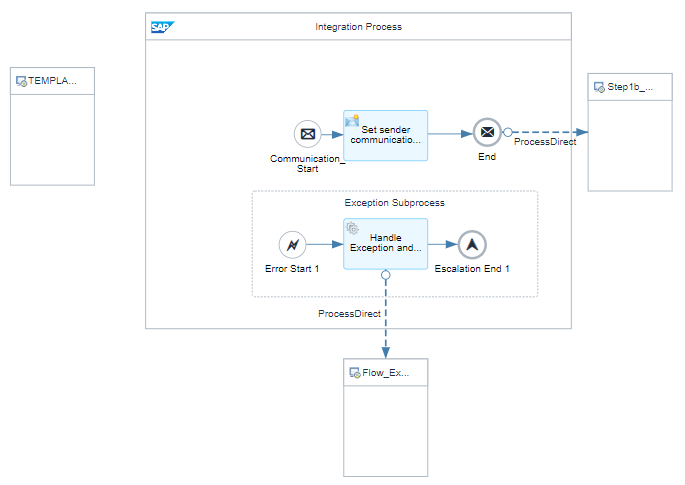 SAP
Integration Process
TEMPLA...
Step1b_...
Set sender
communicatio...
Communication_
Start
End
ProcessDirect
Exception Subprocess
Handle
Exception and...
Error Start 1
Escalation End 1
ProcessDirect
Flow_Ex...